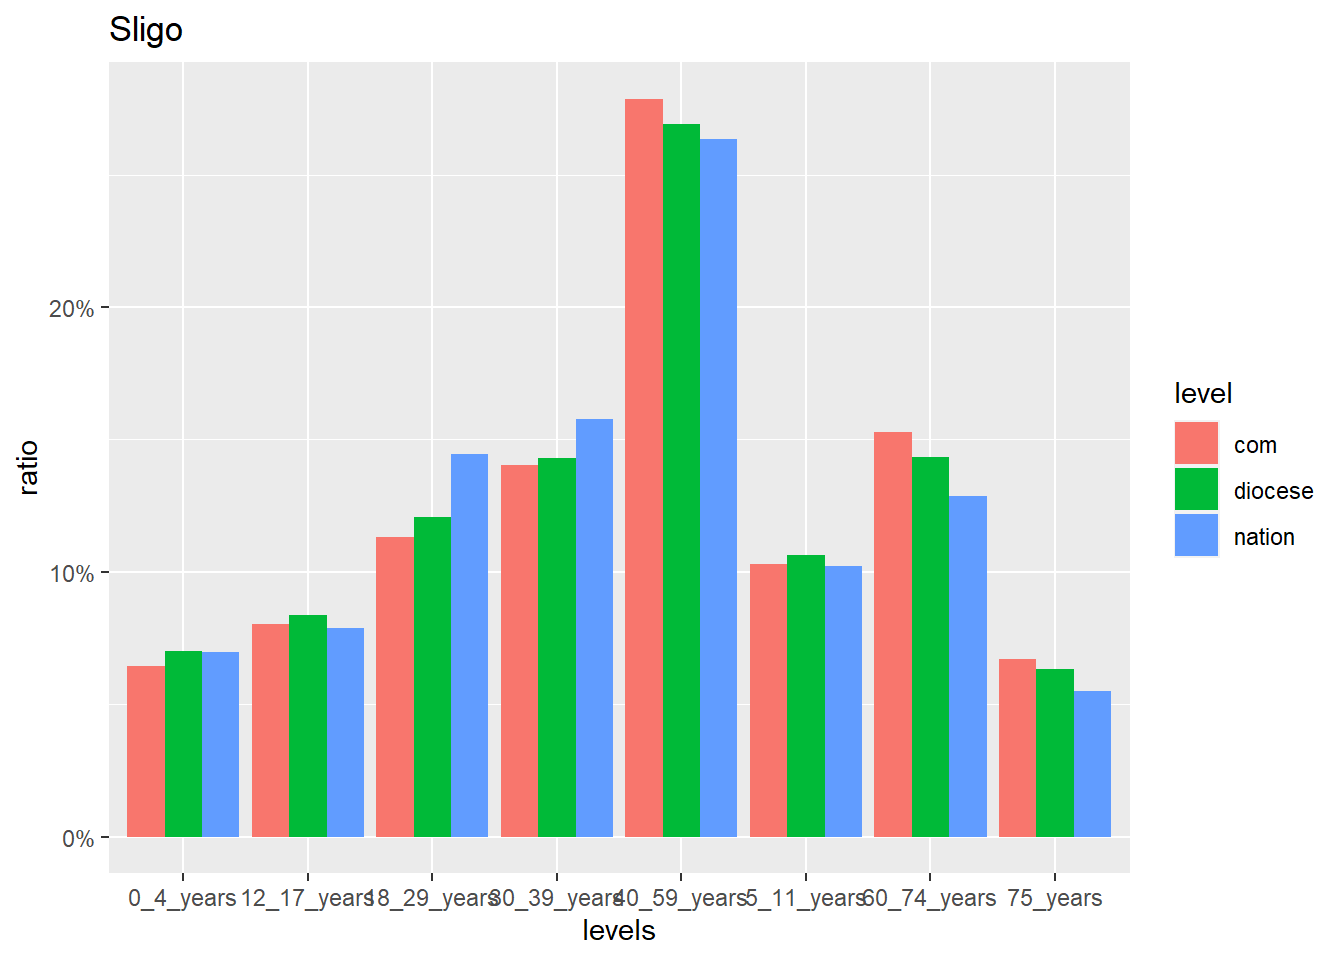 Sligo
ratio
20%
10%
0%
0_4_years 12_17_years 18_29_years 30_39_years 40_59_years 5_11_years 60_74_years 75_years
levels
level
com
diocese
nation